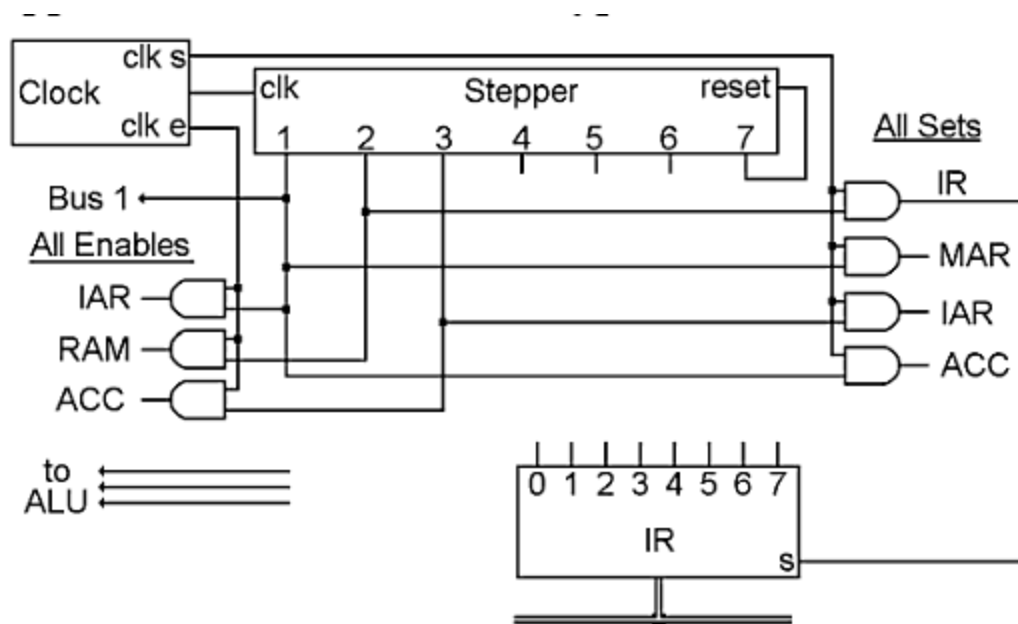 clk s
Clock
clk e
clk Stepper reset
1 2 3 4 5 6 7
All Sets
Bus 1
IR
All Enables
MAR
IAR
IAR
RAM
ACC
ACC
to
ALU
0 1 2 3 4 5 6 7
IR
s